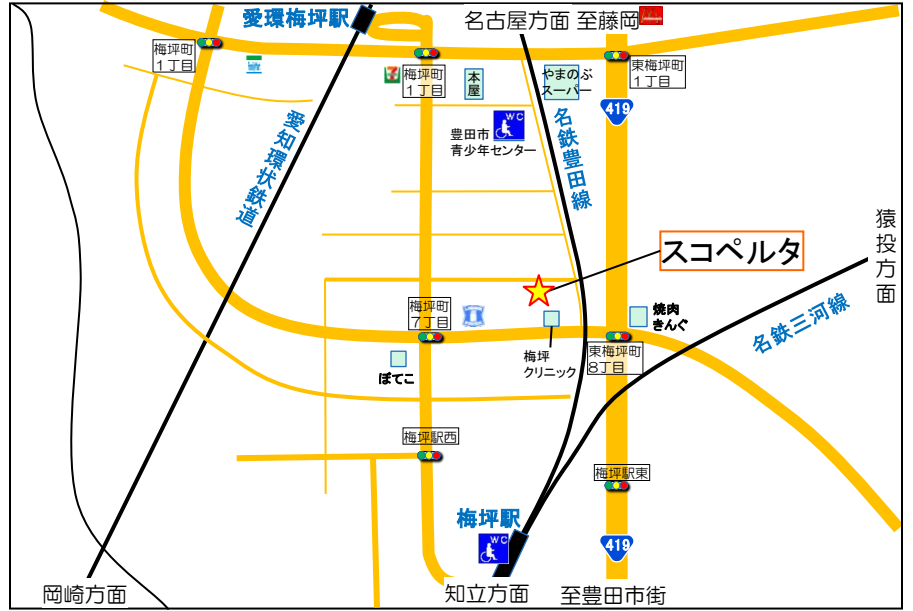 愛環梅坪駅
名古屋方面 至藤岡
梅坪町
1丁目
7
梅坪町
1丁目
本
屋
やまのぶ
スーパー
東梅坪町
1丁目
419
WC
豊田市
青少年センター
愛知環状鉄道
名鉄豊田線
猿投方面
スコペルタ
梅坪町
7丁目
焼肉
きんぐ
名鉄三河線
梅坪
クリニック
東梅坪町
8丁目
ぽてこ
梅坪駅西
梅坪駅東
梅坪駅
WC
419
岡崎方面
知立方面
至豊田市街